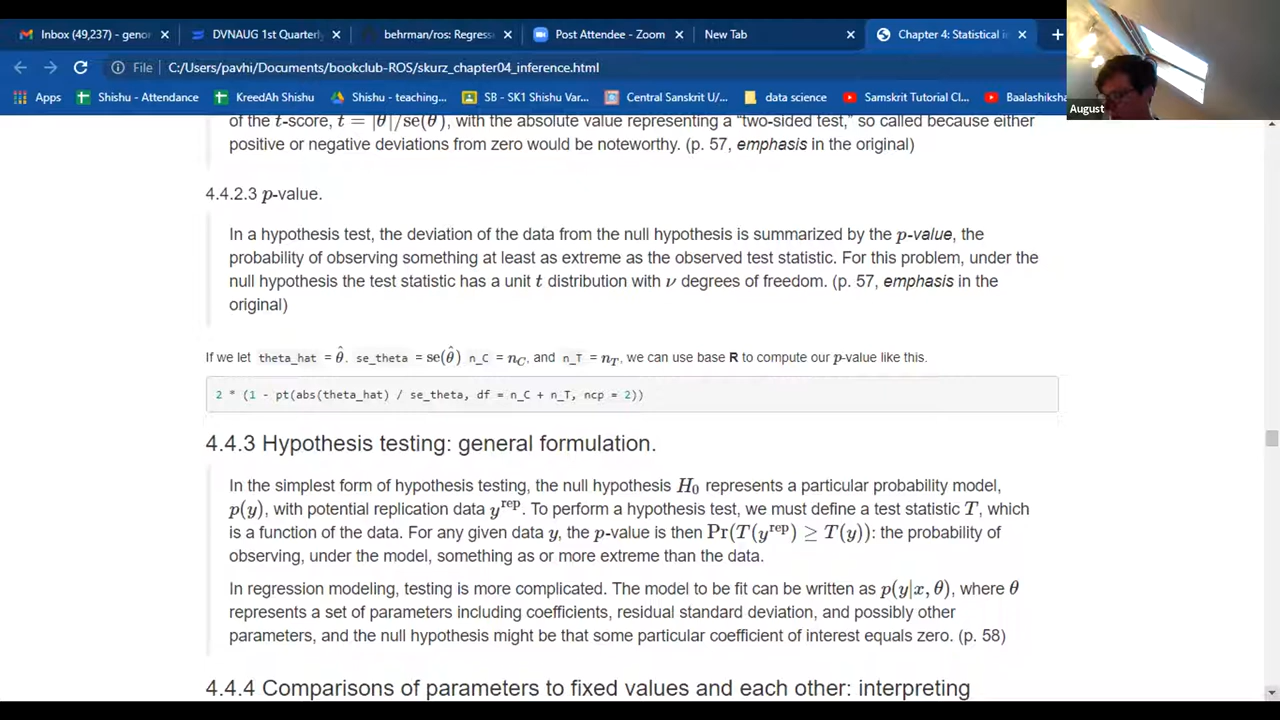 Inbox (49,237) - geno
DVNAUG 1st Quarterly
behrman/ros: Regress
Post Attendee - Zoom
New Tab
Chapter 4: Statistical in
File
C:/Users/pavhi/Documents/bookclub-ROS/skurz_chapter04_inference.html
Apps
Shishu - Attendance
KreedAh Shishu
Shishu - teaching...
SB - SK1 Shishu Var...
Central Sanskrit U/...
data science
Samskrit Tutorial Cl...
Baalashiksha
August
of the t-score, t = |θ̂|/se(θ̂), with the absolute value representing a “two-sided test,” so called because either
positive or negative deviations from zero would be noteworthy. (p. 57, emphasis in the original)
4.4.2.3 p-value.
In a hypothesis test, the deviation of the data from the null hypothesis is summarized by the p-value, the
probability of observing something at least as extreme as the observed test statistic. For this problem, under the
null hypothesis the test statistic has a unit t distribution with ν degrees of freedom. (p. 57, emphasis in the
original)
If we let theta_hat = θ̂. se_theta = se(θ̂) n_C = n_C, and n_T = n_T, we can use base R to compute our p-value like this.
2 * (1 - pt(abs(theta_hat) / se_theta, df = n_C + n_T, ncp = 2))
4.4.3 Hypothesis testing: general formulation.
In the simplest form of hypothesis testing, the null hypothesis H₀ represents a particular probability model,
p(y), with potential replication data y^rep. To perform a hypothesis test, we must define a test statistic T, which
is a function of the data. For any given data y, the p-value is then Pr(T(y^rep) ≥ T(y)): the probability of
observing, under the model, something as or more extreme than the data.
In regression modeling, testing is more complicated. The model to be fit can be written as p(y|x, θ), where θ
represents a set of parameters including coefficients, residual standard deviation, and possibly other
parameters, and the null hypothesis might be that some particular coefficient of interest equals zero. (p. 58)
4.4.4 Comparisons of parameters to fixed values and each other: interpreting